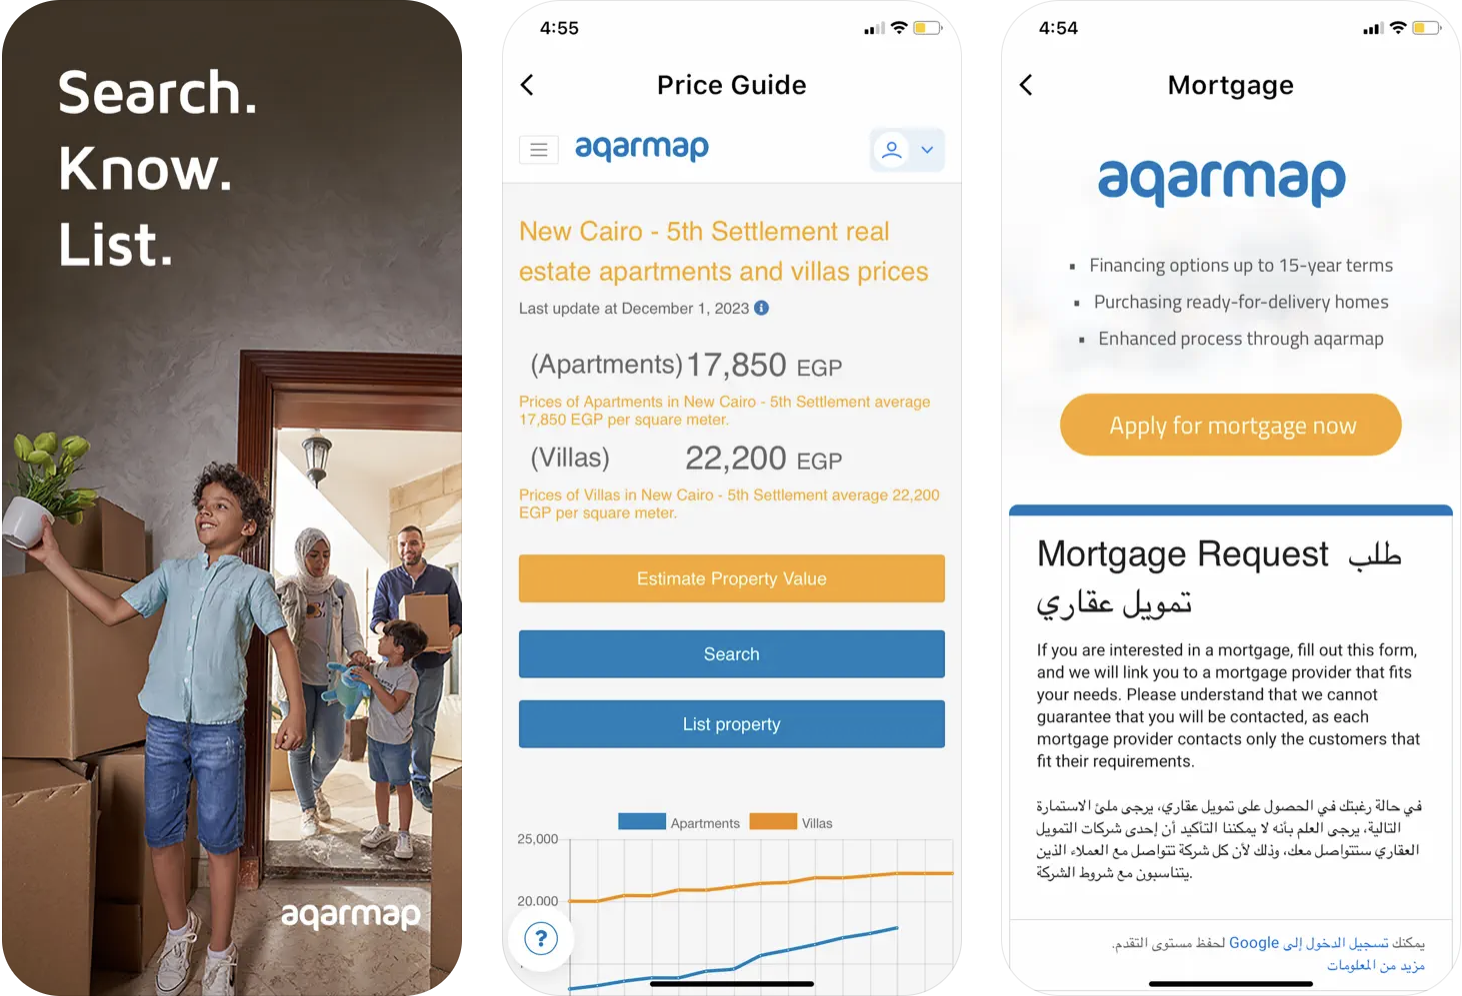 Search.
Know.
List.
aqarmap
4:55
Price Guide
aqarmap
New Cairo - 5th Settlement real
estate apartments and villas prices
Last update at December 1, 2023
(Apartments) 17,850 EGP
Prices of Apartments in New Cairo - 5th Settlement average
17,850 EGP per square meter.
(Villas) 22,200 EGP
Prices of Villas in New Cairo - 5th Settlement average 22,200
EGP per square meter.
Estimate Property Value
Search
List property
Apartments Villas
25,000
20,000
?
4:54
Mortgage
aqarmap
▪ Financing options up to 15-year terms
▪ Purchasing ready-for-delivery homes
▪ Enhanced process through aqarmap
Apply for mortgage now
Mortgage Request طلب
تمويل عقاري
If you are interested in a mortgage, fill out this form,
and we will link you to a mortgage provider that fits
your needs. Please understand that we cannot
guarantee that you will be contacted, as each
mortgage provider contacts only the customers that
fit their requirements.
في حالة رغبتك في الحصول على تمويل عقاري، يرجى ملئ الاستمارة
التالية، يرجى العلم بأنه لا يمكننا التأكيد أن إحدى شركات التمويل
العقاري ستتواصل معك، وذلك لأن كل شركة تتواصل مع العملاء الذين
يتناسبون مع شروط الشركة.
يمكنك تسجيل الدخول إلى Google لحفظ مستوى التقدم.
مزيد من المعلومات